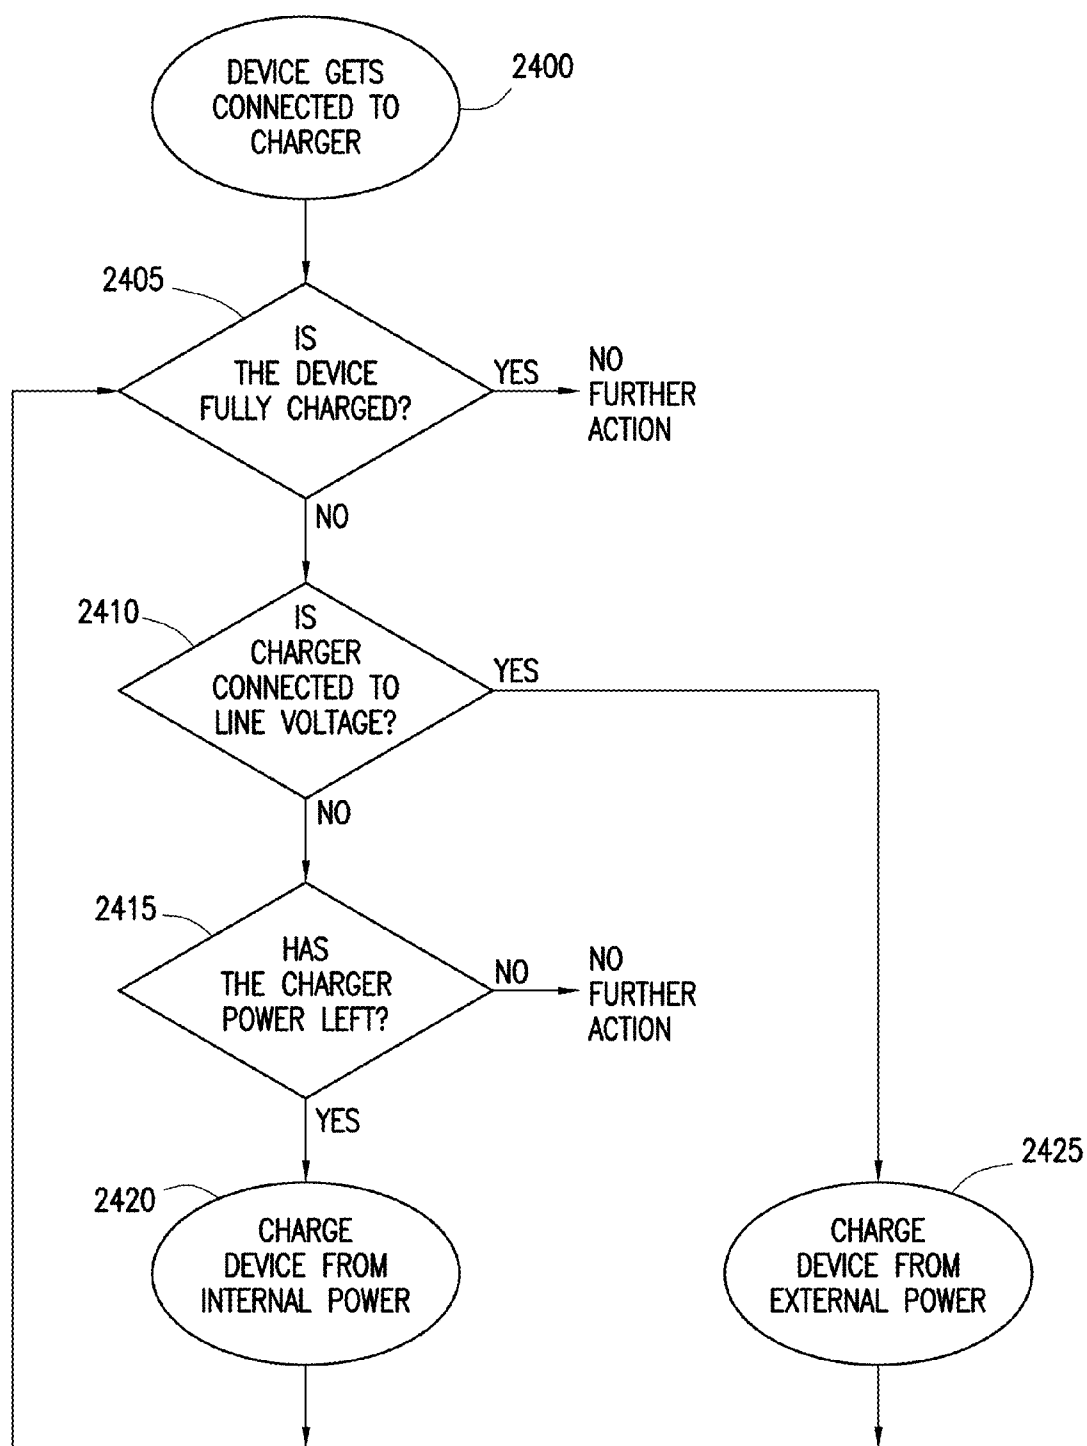 DEVICE GETS
CONNECTED TO
CHARGER
2400
2405
IS
THE DEVICE
FULLY CHARGED?
YES
NO
FURTHER
ACTION
NO
2410
IS
CHARGER
CONNECTED TO
LINE VOLTAGE?
YES
NO
2415
HAS
THE CHARGER
POWER LEFT?
NO
NO
FURTHER
ACTION
YES
2420
CHARGE
DEVICE FROM
INTERNAL POWER
2425
CHARGE
DEVICE FROM
EXTERNAL POWER